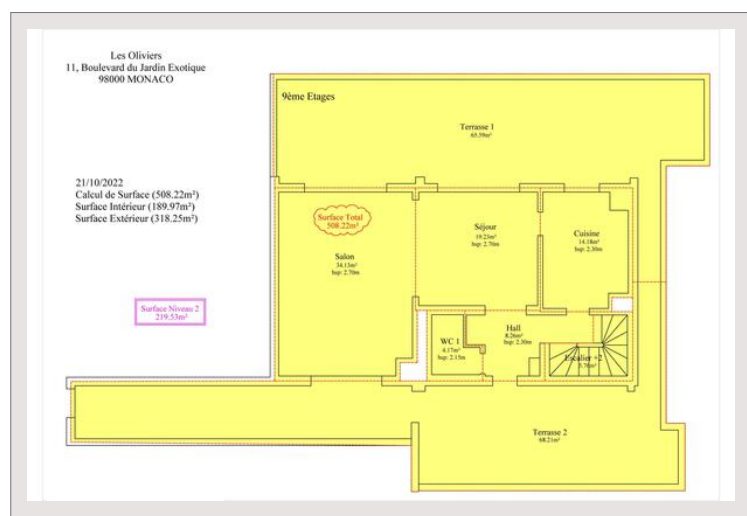 Les Oliviers
11, Boulevard du Jardin Exotique
98000 MONACO
9ème Etages
Terrasse 1
65.59m²
21/10/2022
Calcul de Surface (508.22m²)
Surface Intérieur (189.97m²)
Surface Extérieur (318.25m²)
Surface Total
508.22m²
Séjour
19.23m²
hsp: 2.70m
Cuisine
14.18m²
hsp: 2.30m
Salon
34.13m²
hsp: 2.70m
Surface Niveau 2
219.53m²
Hall
8.26m²
hsp: 2.30m
WC 1
4.17m²
hsp: 2.15m
Escalier +2
5.76m²
Terrasse 2
68.21m²